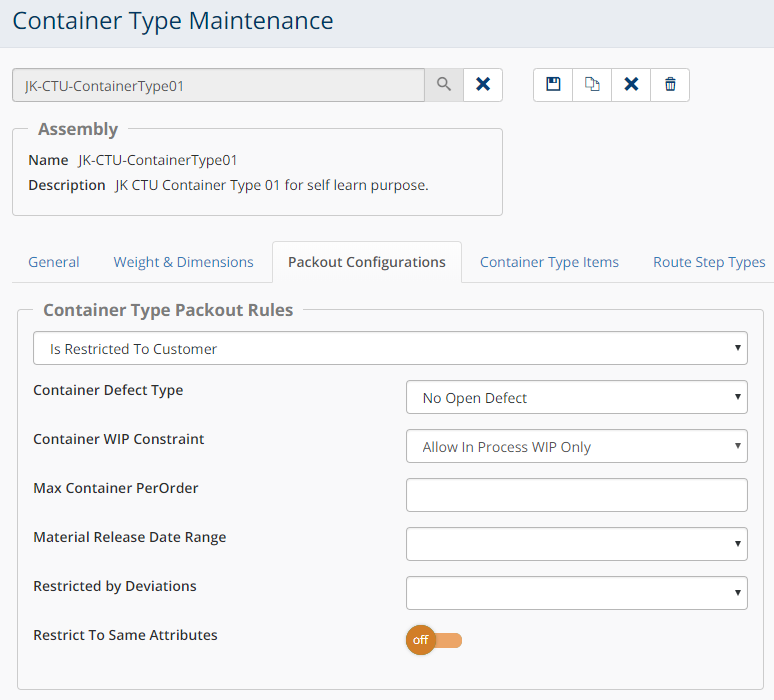 Container Type Maintenance
JK-CTU-ContainerType01
Assembly
Name JK-CTU-ContainerType01
Description JK CTU Container Type 01 for self learn purpose.
General Weight & Dimensions Packout Configurations Container Type Items Route Step Types
Container Type Packout Rules
Is Restricted To Customer
Container Defect Type No Open Defect
Container WIP Constraint Allow In Process WIP Only
Max Container PerOrder
Material Release Date Range
Restricted by Deviations
Restrict To Same Attributes off